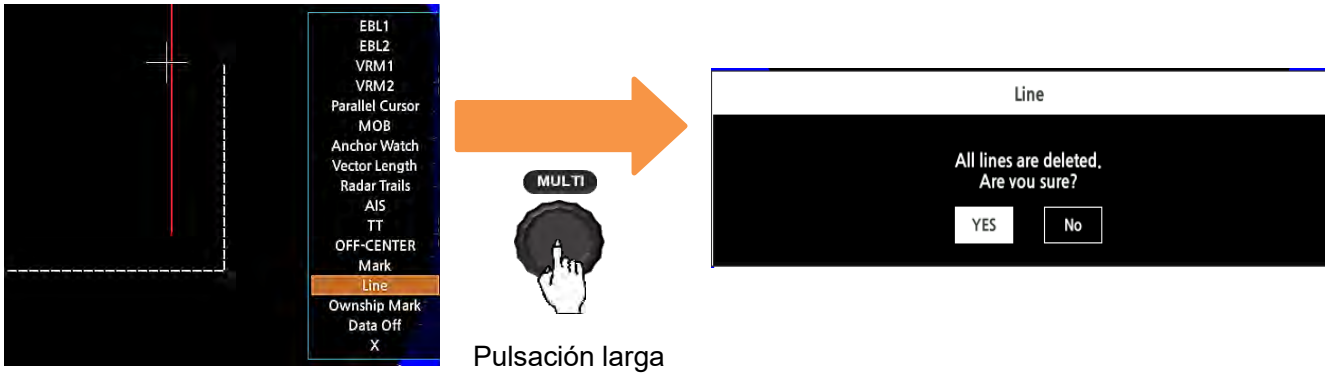 EBL1
EBL2
VRM1
VRM2
Parallel Cursor
MOB
Anchor Watch
Vector Length
Radar Trails
AIS
TT
OFF-CENTER
Mark
Line
Ownship Mark
Data Off
X
MULTI
Pulsación larga
Line
All lines are deleted.
Are you sure?
YES
No